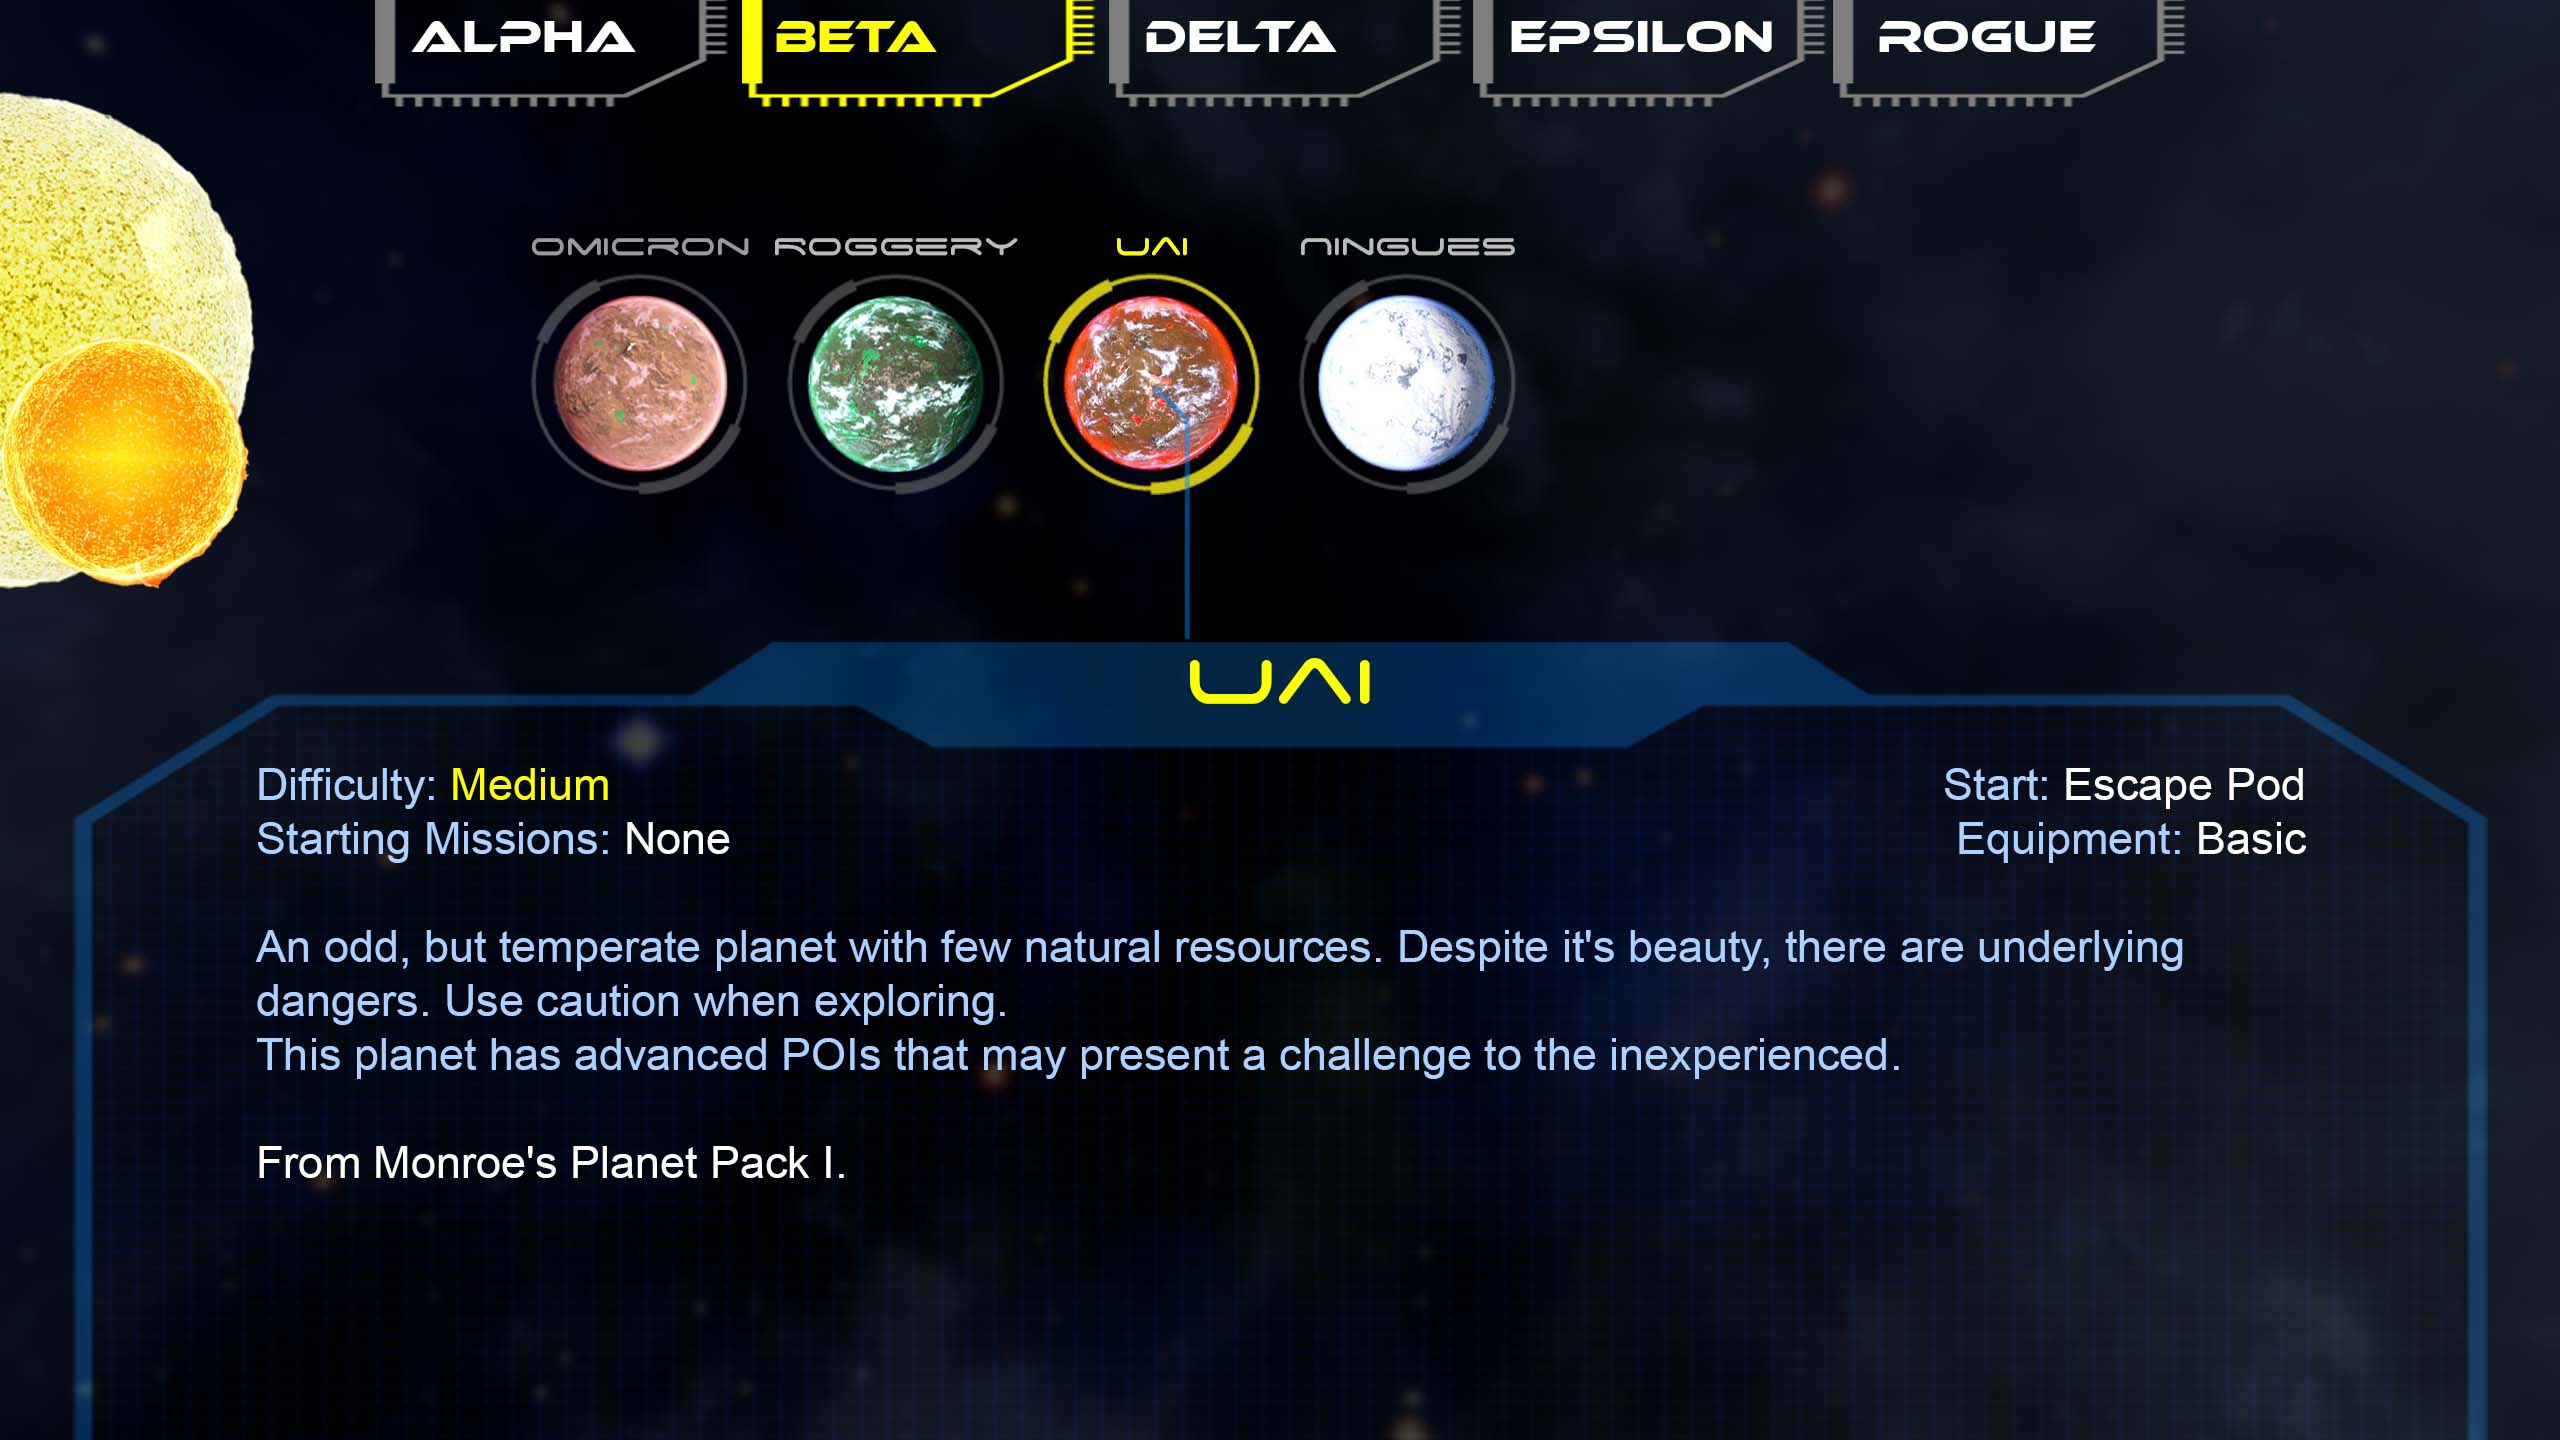 ALPHA BETA DELTA EPSILON ROGUE
OMICRON ROGGERY UAI NINGUES
UAI
Difficulty: Medium Start: Escape Pod
Starting Missions: None Equipment: Basic
An odd, but temperate planet with few natural resources. Despite it's beauty, there are underlying
dangers. Use caution when exploring.
This planet has advanced POIs that may present a challenge to the inexperienced.
From Monroe's Planet Pack I.